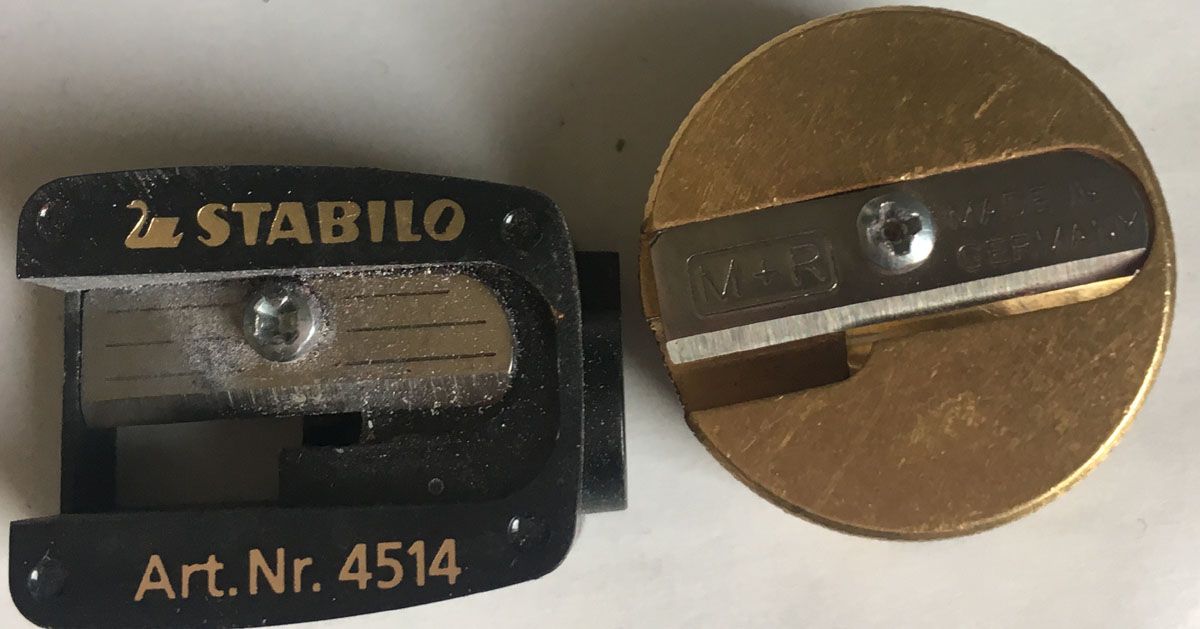 STABILO
Art.Nr. 4514
M+R
MADE IN
GERMANY